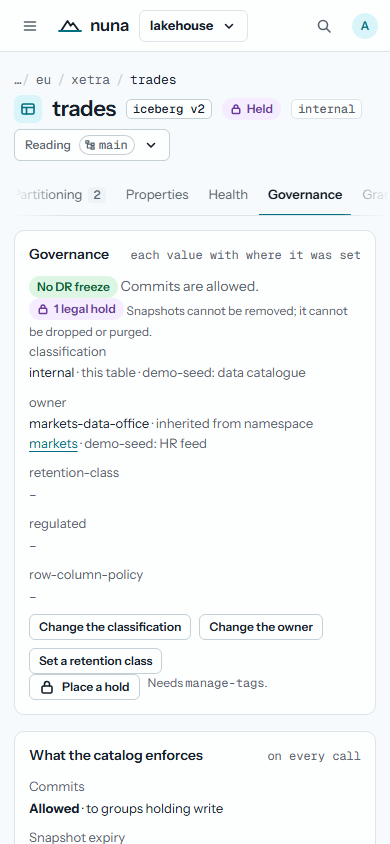 nuna lakehouse A
…/ eu / xetra / trades
trades iceberg v2 Held internal
Reading main
Partitioning 2 Properties Health Governance
Governance each value with where it was set
No DR freeze Commits are allowed.
1 legal hold Snapshots cannot be removed; it cannot
be dropped or purged.
classification
internal · this table · demo-seed: data catalogue
owner
markets-data-office · inherited from namespace
markets · demo-seed: HR feed
retention-class
–
regulated
–
row-column-policy
–
Change the classification Change the owner
Set a retention class
Place a hold Needs manage-tags.
What the catalog enforces on every call
Commits
Allowed · to groups holding write
Snapshot expiry